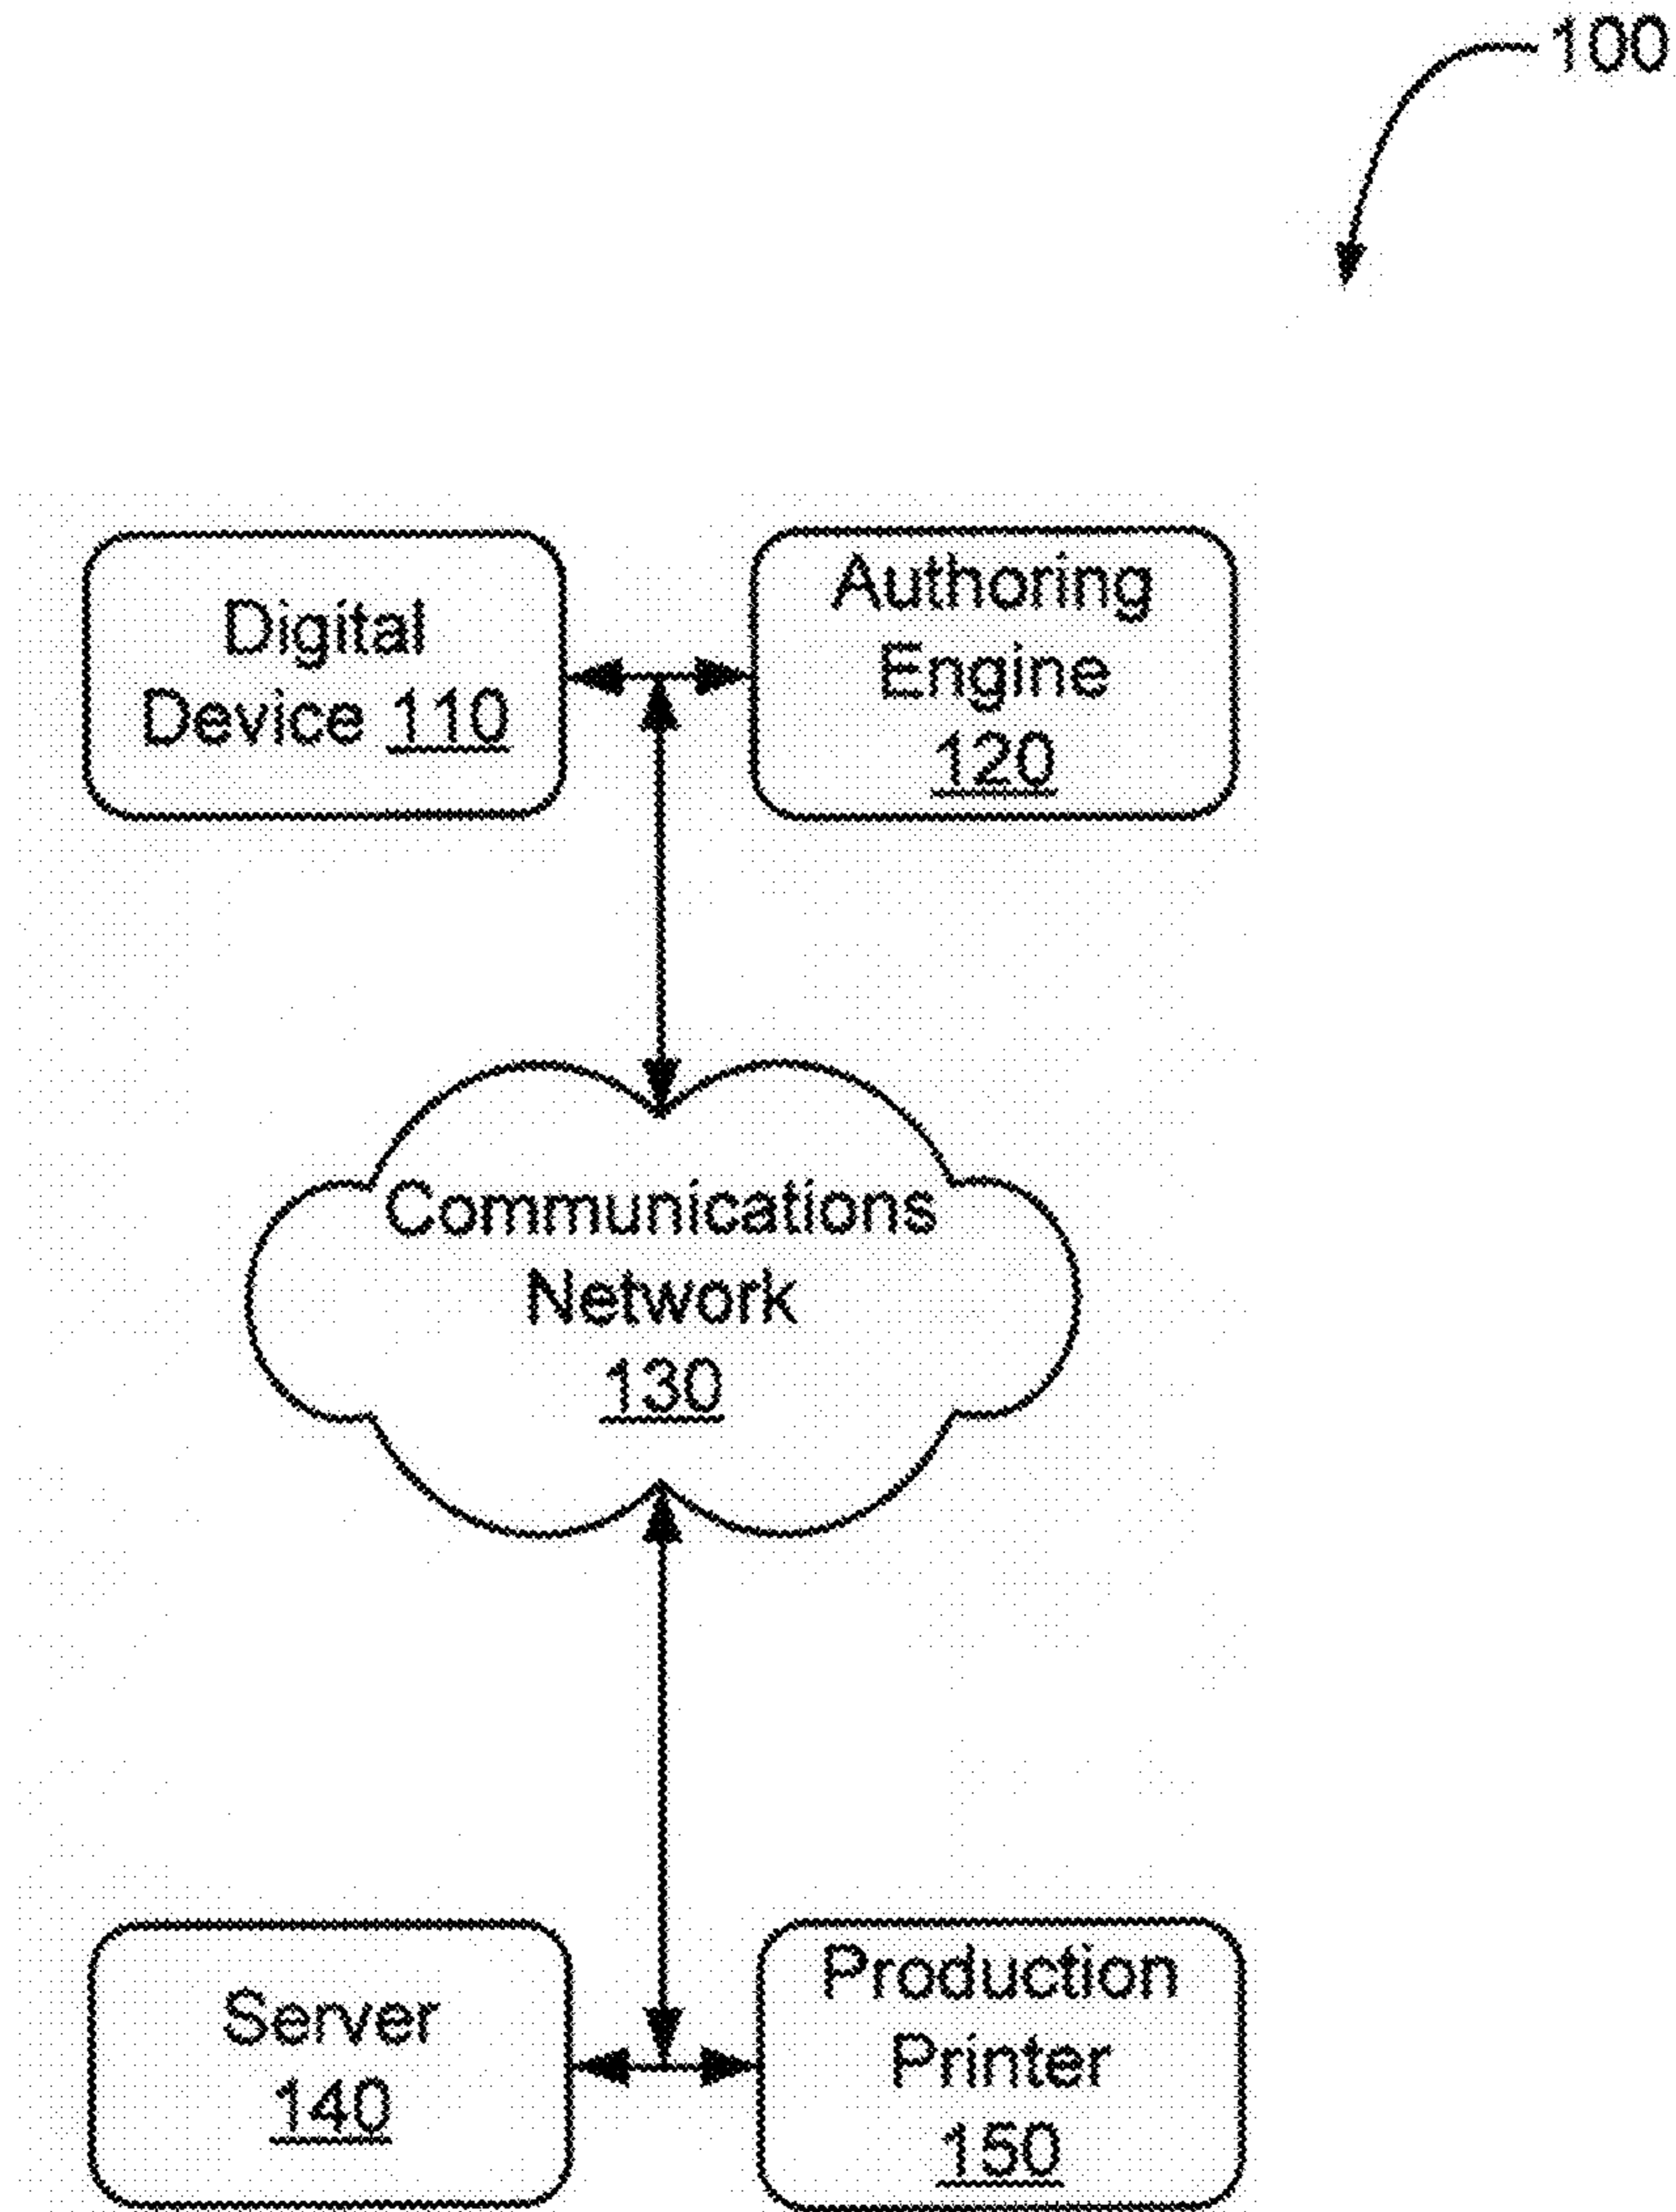 100
Digital
Device 110
Authoring
Engine
120
Communications
Network
130
Server
140
Production
Printer
150